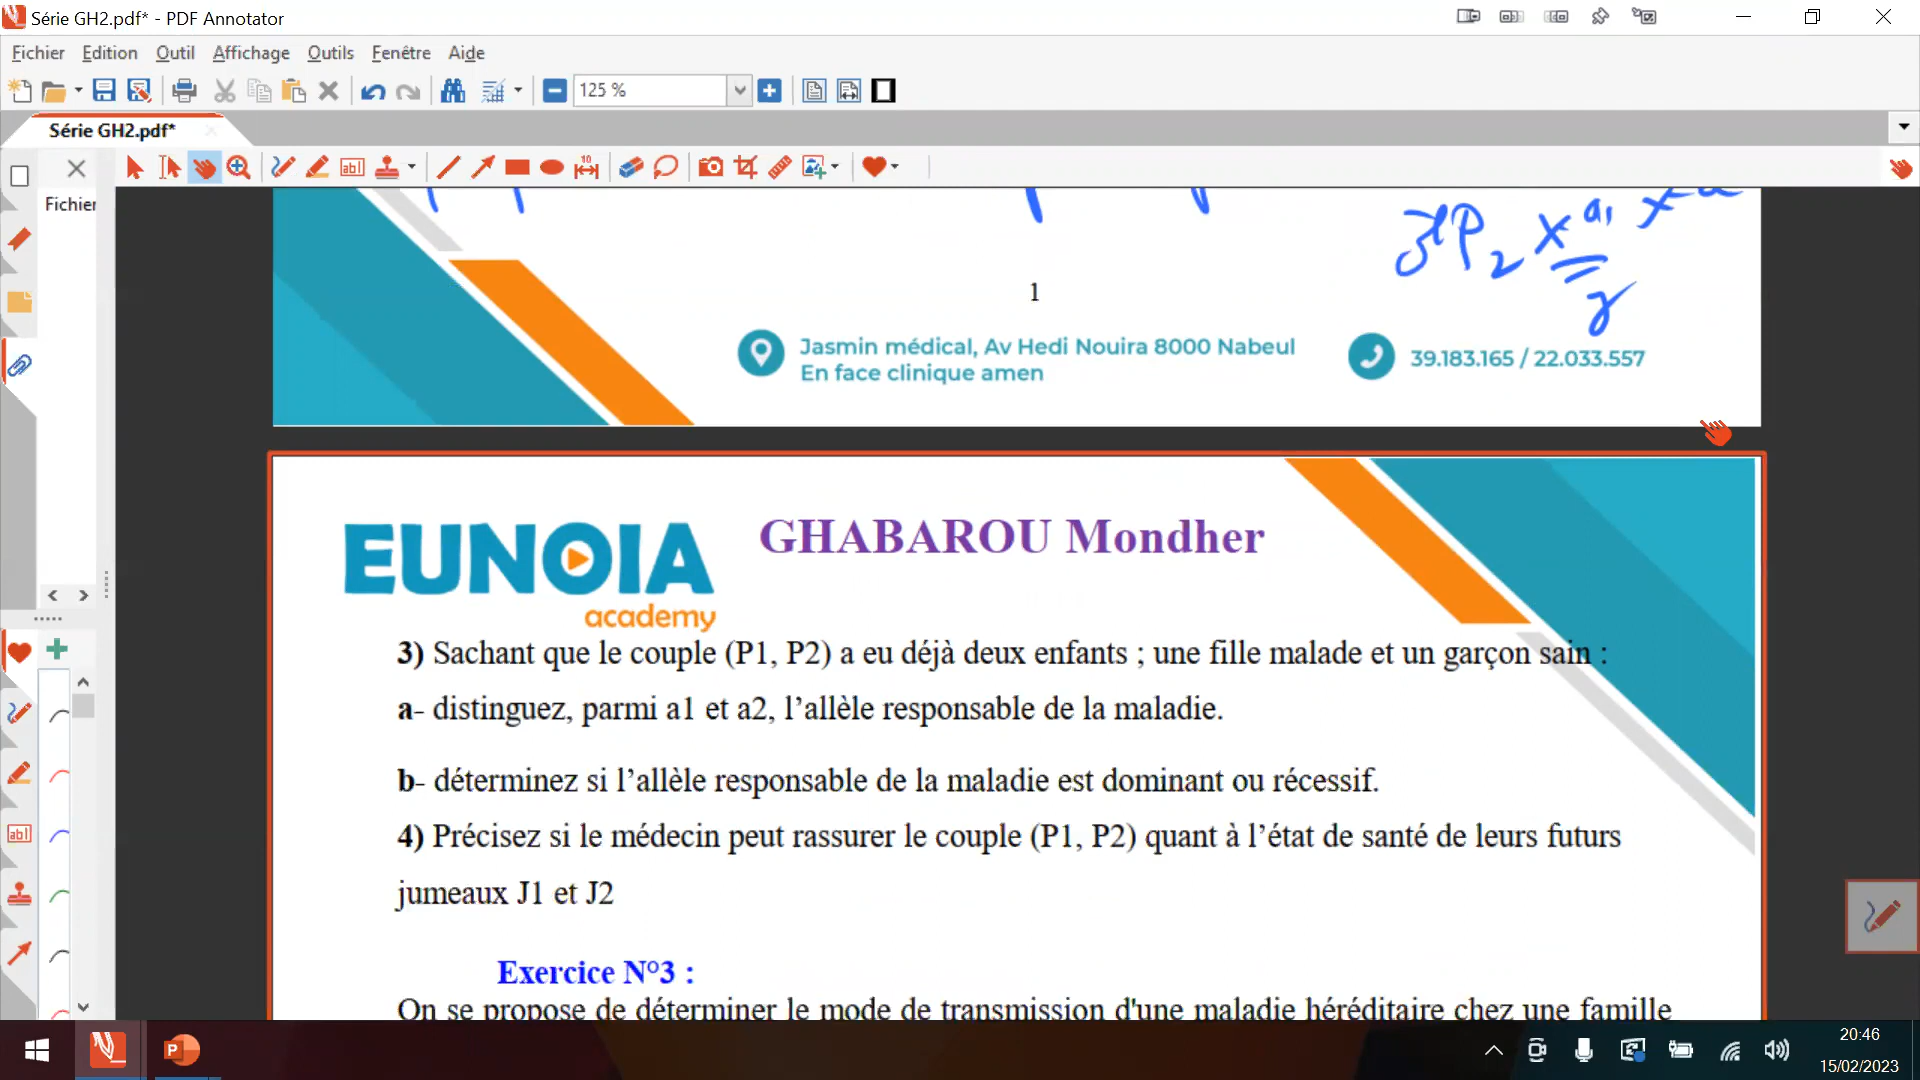 Série GH2.pdf* - PDF Annotator
Fichier Edition Outil Affichage Outils Fenêtre Aide
125 %
Série GH2.pdf*
Fichier
1
Jasmin médical, Av Hedi Nouira 8000 Nabeul
En face clinique amen
39.183.165 / 22.033.557
EUNOIA
academy
GHABAROU Mondher
3) Sachant que le couple (P1, P2) a eu déjà deux enfants ; une fille malade et un garçon sain :
a- distinguez, parmi a1 et a2, l'allèle responsable de la maladie.
b- déterminez si l'allèle responsable de la maladie est dominant ou récessif.
4) Précisez si le médecin peut rassurer le couple (P1, P2) quant à l'état de santé de leurs futurs
jumeaux J1 et J2
Exercice N°3 :
On se propose de déterminer le mode de transmission d'une maladie héréditaire chez une famille
20:46
15/02/2023